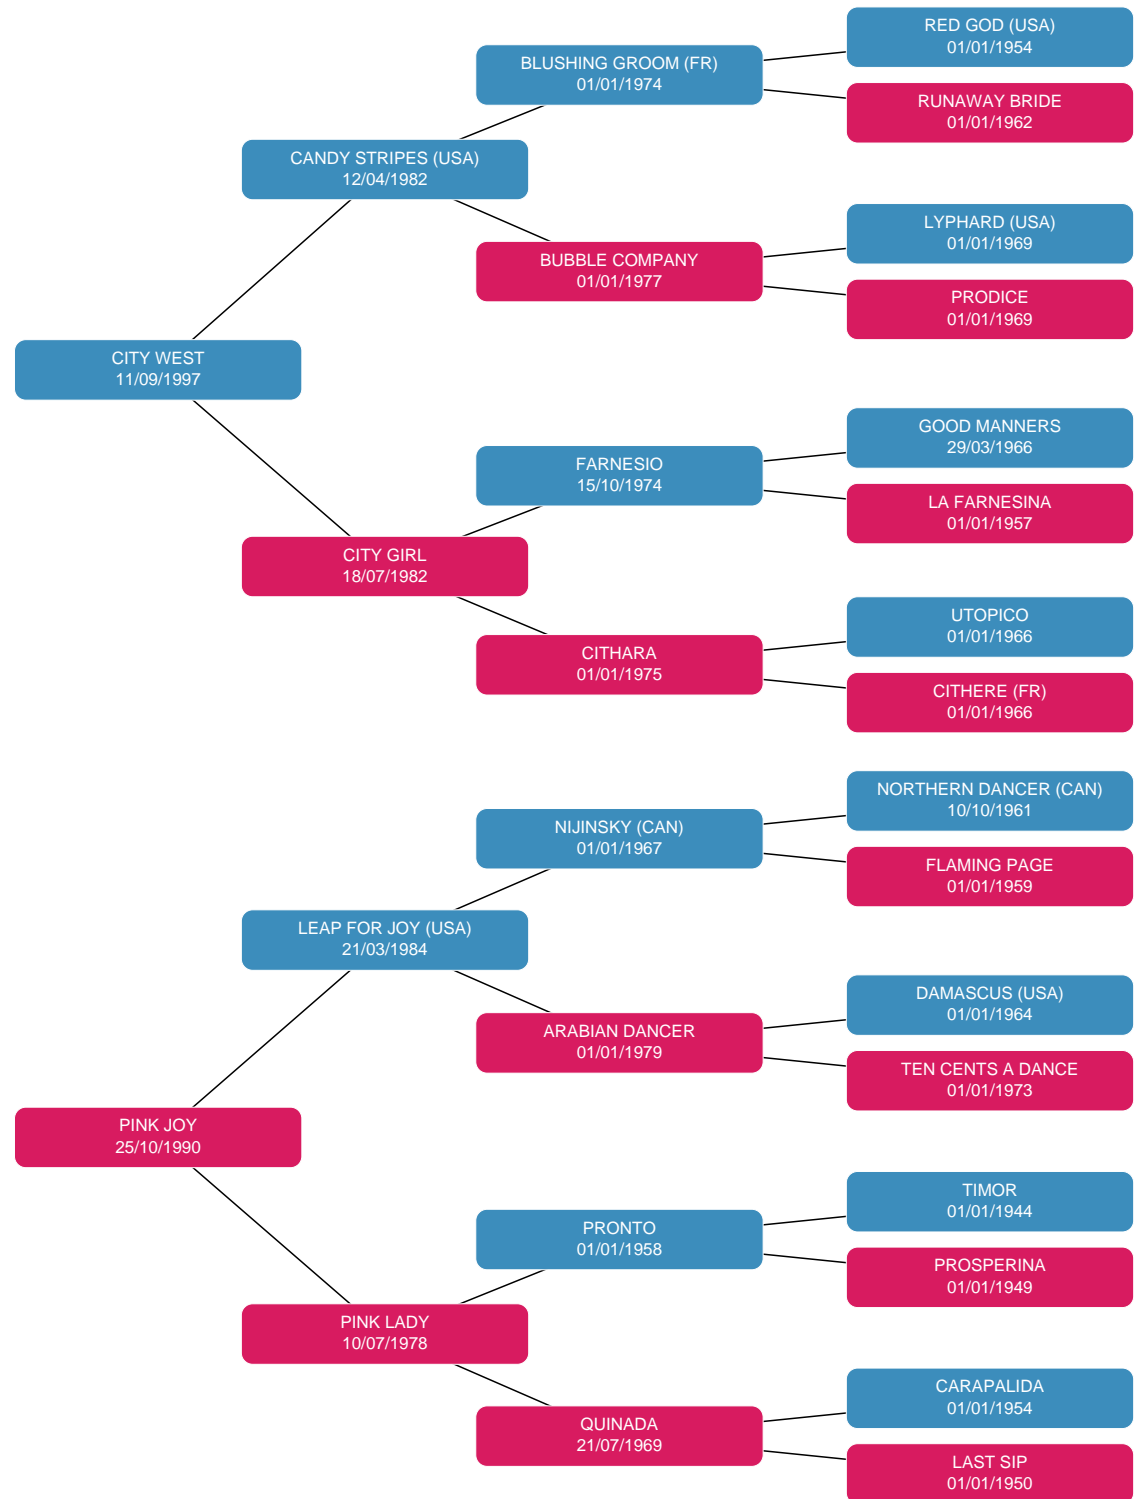 RED GOD (USA)
01/01/1954
BLUSHING GROOM (FR)
01/01/1974
RUNAWAY BRIDE
01/01/1962
CANDY STRIPES (USA)
12/04/1982
LYPHARD (USA)
01/01/1969
BUBBLE COMPANY
01/01/1977
PRODICE
01/01/1969
CITY WEST
11/09/1997
GOOD MANNERS
29/03/1966
FARNESIO
15/10/1974
LA FARNESINA
01/01/1957
CITY GIRL
18/07/1982
UTOPICO
01/01/1966
CITHARA
01/01/1975
CITHERE (FR)
01/01/1966
NORTHERN DANCER (CAN)
10/10/1961
NIJINSKY (CAN)
01/01/1967
FLAMING PAGE
01/01/1959
LEAP FOR JOY (USA)
21/03/1984
DAMASCUS (USA)
01/01/1964
ARABIAN DANCER
01/01/1979
TEN CENTS A DANCE
01/01/1973
PINK JOY
25/10/1990
TIMOR
01/01/1944
PRONTO
01/01/1958
PROSPERINA
01/01/1949
PINK LADY
10/07/1978
CARAPALIDA
01/01/1954
QUINADA
21/07/1969
LAST SIP
01/01/1950